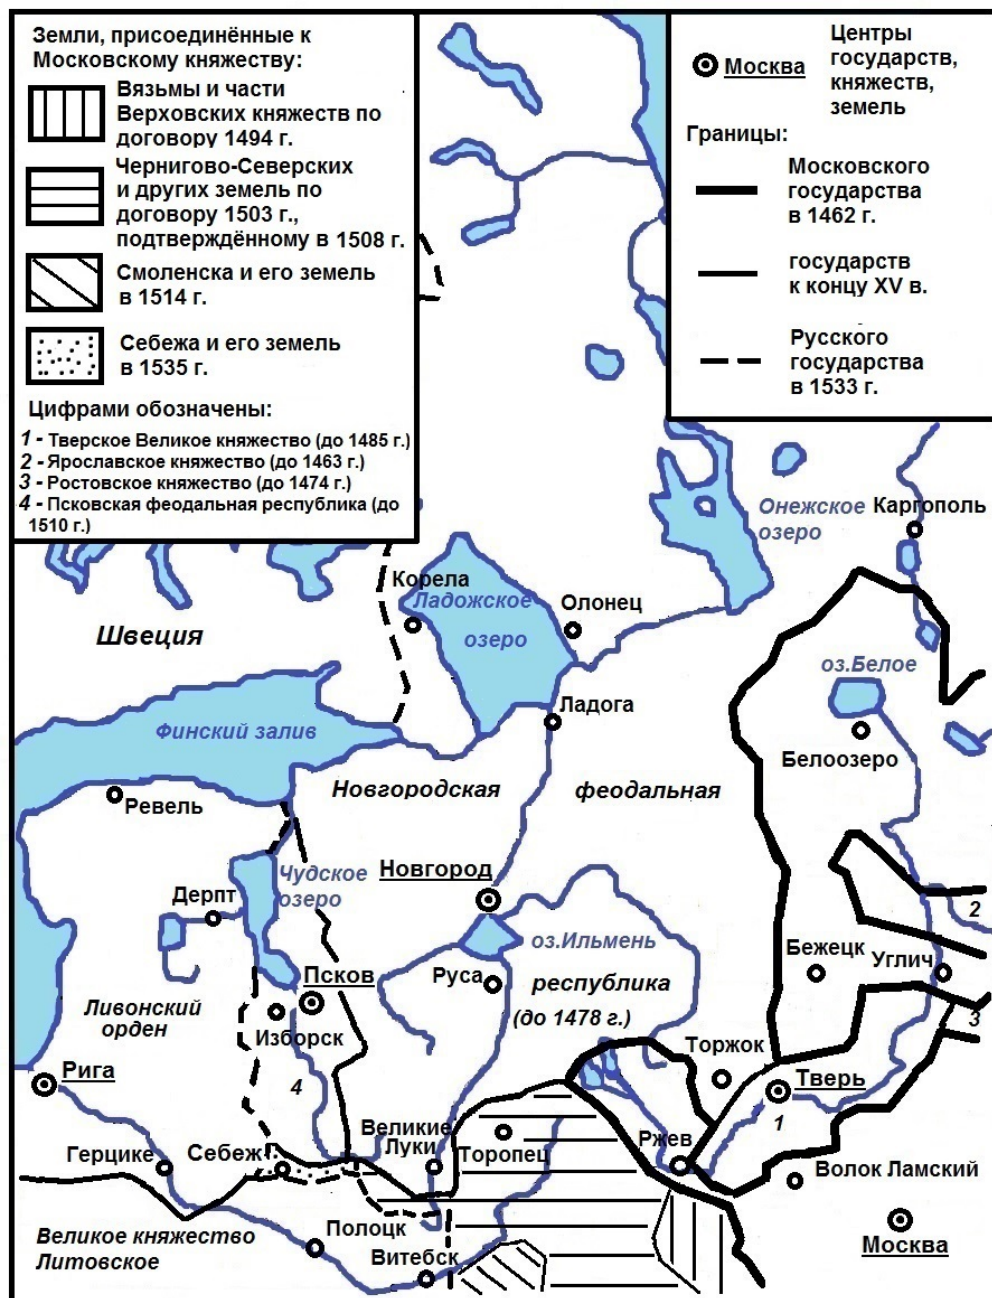 Земли, присоединённые к
Московскому княжеству:
Вязьмы и части
Верховских княжеств по
договору 1494 г.
Чернигово-Северских
и других земель по
договору 1503 г.,
подтверждённому в 1508 г.
Смоленска и его земель
в 1514 г.
Себежа и его земель
в 1535 г.
Цифрами обозначены:
1 - Тверское Великое княжество (до 1485 г.)
2 - Ярославское княжество (до 1463 г.)
3 - Ростовское княжество (до 1474 г.)
4 - Псковская феодальная республика (до
1510 г.)
Москва
Центры
государств,
княжеств,
земель
Границы:
Московского
государства
в 1462 г.
государств
к концу XV в.
Русского
государства
в 1533 г.
Онежское
озеро
Каргополь
Корела
Ладожское
озеро
Олонец
Швеция
оз.Белое
Ладога
Финский залив
Белоозеро
Новгородская
феодальная
Ревель
Чудское
озеро
Новгород
Дерпт
2
оз.Ильмень
Бежецк
Углич
Псков
Руса
республика
(до 1478 г.)
Ливонский
орден
Изборск
3
Торжок
Рига
Тверь
4
1
Великие
Луки
Торопец
Ржев
Герцике
Себеж
Волок Ламский
Полоцк
Великое княжество
Литовское
Витебск
Москва